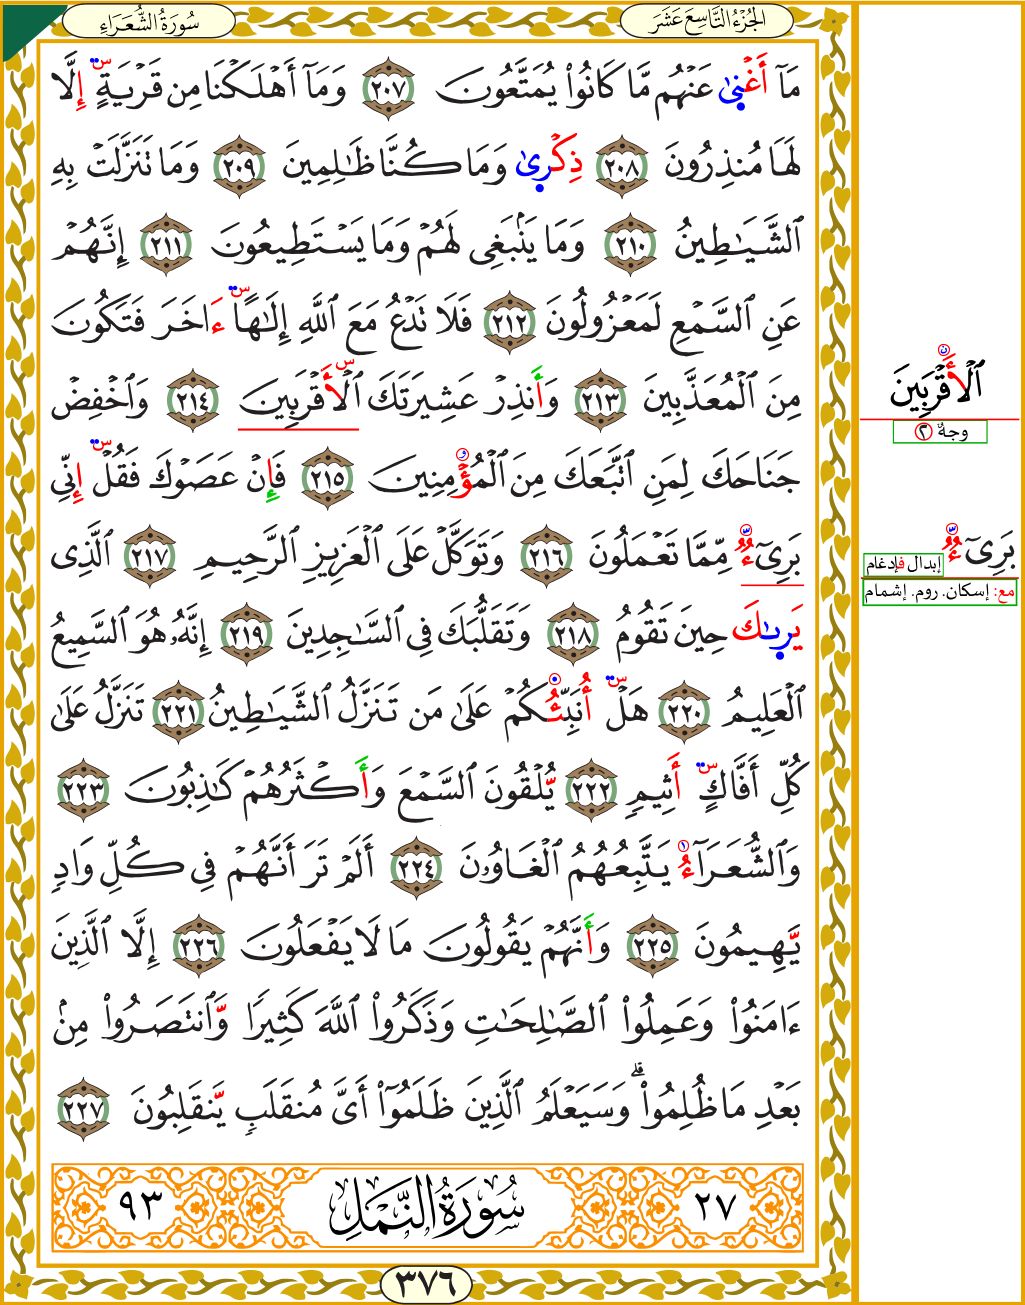 سُورَةُ الشُّعَرَاءِ
الجُزْءُ التَّاسِعَ عَشَرَ
مَآ أَغْنىٰ عَنْهُم مَّا كَانُوا۟ يُمَتَّعُونَ ٢٠٧ وَمَآ أَهْلَكْنَا مِن قَرْيَةٍ إِلَّا
لَهَا مُنذِرُونَ ٢٠٨ ذِكْرىٰ وَمَا كُنَّا ظَـٰلِمِينَ ٢٠٩ وَمَا تَنَزَّلَتْ بِهِ
ٱلشَّيَـٰطِينُ ٢١٠ وَمَا يَنۢبَغِى لَهُمْ وَمَا يَسْتَطِيعُونَ ٢١١ إِنَّهُمْ
عَنِ ٱلسَّمْعِ لَمَعْزُولُونَ ٢١٢ فَلَا تَدْعُ مَعَ ٱللَّهِ إِلَـٰهًا ءَاخَرَ فَتَكُونَ
مِنَ ٱلْمُعَذَّبِينَ ٢١٣ وَأَنذِرْ عَشِيرَتَكَ ٱلْأَقْرَبِينَ ٢١٤ وَٱخْفِضْ
جَنَاحَكَ لِمَنِ ٱتَّبَعَكَ مِنَ ٱلْمُؤْمِنِينَ ٢١٥ فَإِنْ عَصَوْكَ فَقُلْ إِنِّى
بَرِىٓءٌ مِّمَّا تَعْمَلُونَ ٢١٦ وَتَوَكَّلْ عَلَى ٱلْعَزِيزِ ٱلرَّحِيمِ ٢١٧ ٱلَّذِى
يَرىٰكَ حِينَ تَقُومُ ٢١٨ وَتَقَلُّبَكَ فِى ٱلسَّـٰجِدِينَ ٢١٩ إِنَّهُۥ هُوَ ٱلسَّمِيعُ
ٱلْعَلِيمُ ٢٢٠ هَلْ أُنَبِّئُكُمْ عَلَىٰ مَن تَنَزَّلُ ٱلشَّيَـٰطِينُ ٢٢١ تَنَزَّلُ عَلَىٰ
كُلِّ أَفَّاكٍ أَثِيمٍ ٢٢٢ يُّلْقُونَ ٱلسَّمْعَ وَأَكْثَرُهُمْ كَـٰذِبُونَ ٢٢٣
وَٱلشُّعَرَآءُ يَتَّبِعُهُمُ ٱلْغَاوُۥنَ ٢٢٤ أَلَمْ تَرَ أَنَّهُمْ فِى كُلِّ وَادٍ
يَّهِيمُونَ ٢٢٥ وَأَنَّهُمْ يَقُولُونَ مَا لَا يَفْعَلُونَ ٢٢٦ إِلَّا ٱلَّذِينَ
ءَامَنُوا۟ وَعَمِلُوا۟ ٱلصَّـٰلِحَـٰتِ وَذَكَرُوا۟ ٱللَّهَ كَثِيرًا وَّٱنتَصَرُوا۟ مِنۢ
بَعْدِ مَا ظُلِمُوا۟ ۗ وَسَيَعْلَمُ ٱلَّذِينَ ظَلَمُوٓا۟ أَىَّ مُنقَلَبٍ يَّنقَلِبُونَ ٢٢٧
٢٧ سُورَةُ النَّمْلِ ٩٣
٣٧٦
ٱلْأَقْرَبِينَ
وجهٌ ٢
بَرِىٓءٌ
إبدال فإدغام
مع: إسكان. روم. إشمام